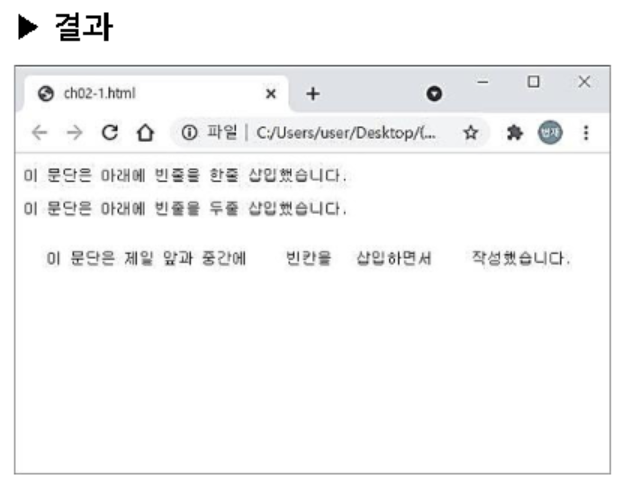 ▶ 결과
ch02-1.html
파일 | C:/Users/user/Desktop/(...
범재
이 문단은 아래에 빈줄을 한줄 삽입했습니다.
이 문단은 아래에 빈줄을 두줄 삽입했습니다.
이 문단은 제일 앞과 중간에 빈칸을 삽입하면서 작성했습니다.